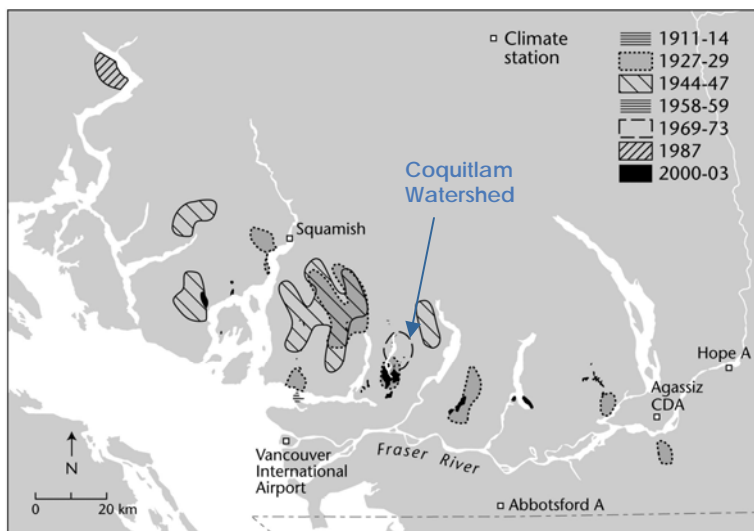 Climate
station
1911-14
1927-29
1944-47
1958-59
1969-73
1987
2000-03
Coquitlam
Watershed
Squamish
Hope A
Agassiz
CDA
Vancouver
International
Airport
Fraser River
Abbotsford A
N
0 20 km